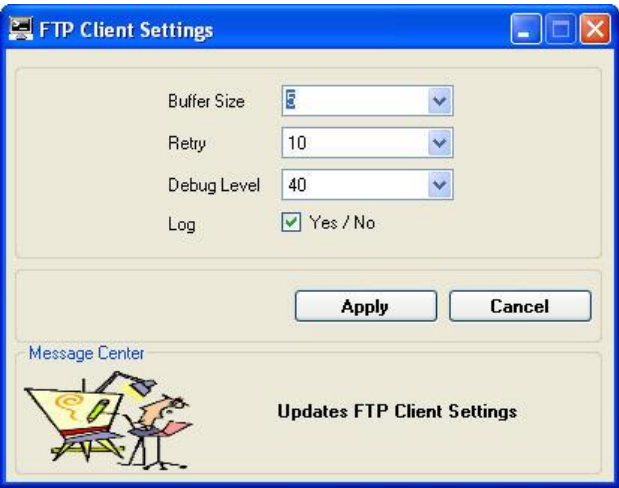 FTP Client Settings
Buffer Size 5
Retry 10
Debug Level 40
Log Yes / No
Apply Cancel
Message Center
Updates FTP Client Settings